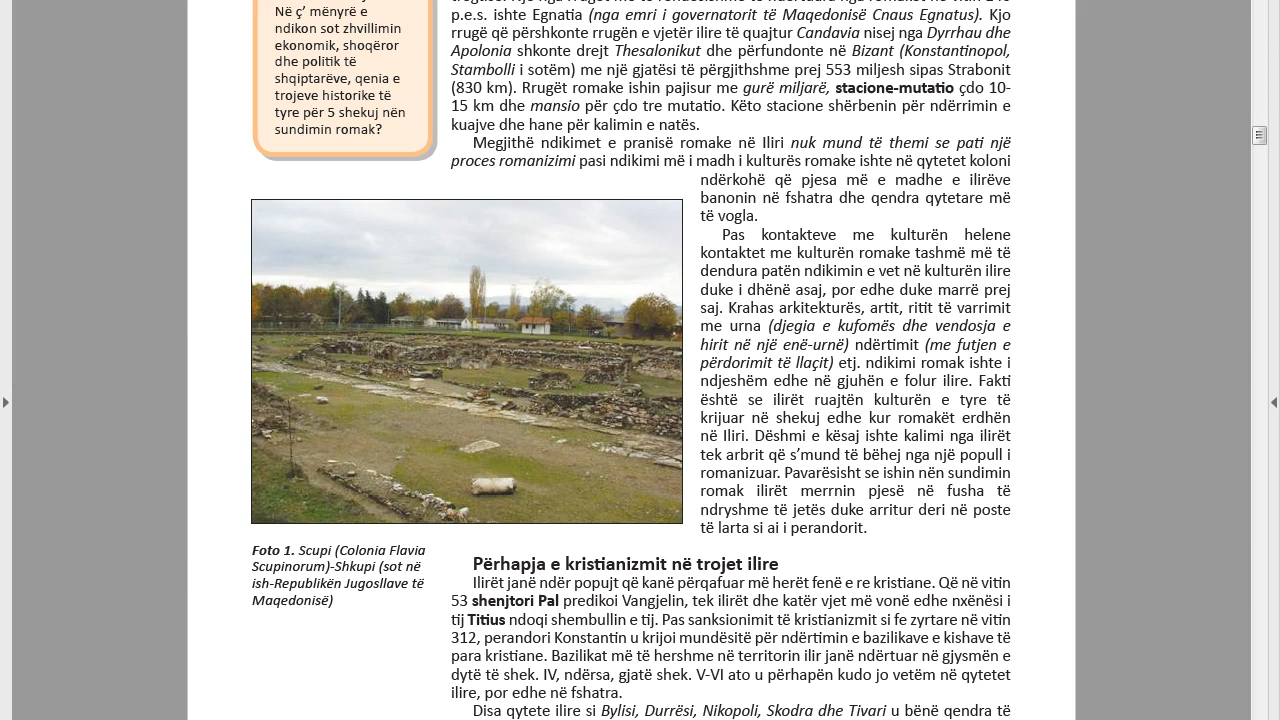 Në ç’ mënyrë e
ndikon sot zhvillimin
ekonomik, shoqëror
dhe politik të
shqiptarëve, qenia e
trojeve historike të
tyre për 5 shekuj nën
sundimin romak?
p.e.s. ishte Egnatia (nga emri i governatorit të Maqedonisë Cnaus Egnatus). Kjo
rrugë që përshkonte rrugën e vjetër ilire të quajtur Candavia nisej nga Dyrrhau dhe
Apolonia shkonte drejt Thesalonikut dhe përfundonte në Bizant (Konstantinopol,
Stambolli i sotëm) me një gjatësi të përgjithshme prej 553 miljesh sipas Strabonit
(830 km). Rrugët romake ishin pajisur me gurë miljarë, stacione-mutatio çdo 10-
15 km dhe mansio për çdo tre mutatio. Këto stacione shërbenin për ndërrimin e
kuajve dhe hane për kalimin e natës.
Megjithë ndikimet e pranisë romake në Iliri nuk mund të themi se pati një
proces romanizimi pasi ndikimi më i madh i kulturës romake ishte në qytetet koloni
ndërkohë që pjesa më e madhe e ilirëve
banonin në fshatra dhe qendra qytetare më
të vogla.
Pas kontakteve me kulturën helene
kontaktet me kulturën romake tashmë më të
dendura patën ndikimin e vet në kulturën ilire
duke i dhënë asaj, por edhe duke marrë prej
saj. Krahas arkitekturës, artit, ritit të varrimit
me urna (djegia e kufomës dhe vendosja e
hirit në një enë-urnë) ndërtimit (me futjen e
përdorimit të llaçit) etj. ndikimi romak ishte i
ndjeshëm edhe në gjuhën e folur ilire. Fakti
është se ilirët ruajtën kulturën e tyre të
krijuar në shekuj edhe kur romakët erdhën
në Iliri. Dëshmi e kësaj ishte kalimi nga ilirët
tek arbrit që s’mund të bëhej nga një popull i
romanizuar. Pavarësisht se ishin nën sundimin
romak ilirët merrnin pjesë në fusha të
ndryshme të jetës duke arritur deri në poste
të larta si ai i perandorit.
Foto 1. Scupi (Colonia Flavia
Scupinorum)-Shkupi (sot në
ish-Republikën Jugosllave të
Maqedonisë)
Përhapja e kristianizmit në trojet ilire
Ilirët janë ndër popujt që kanë përqafuar më herët fenë e re kristiane. Që në vitin
53 shenjtori Pal predikoi Vangjelin, tek ilirët dhe katër vjet më vonë edhe nxënësi i
tij Titius ndoqi shembullin e tij. Pas sanksionimit të kristianizmit si fe zyrtare në vitin
312, perandori Konstantin u krijoi mundësitë për ndërtimin e bazilikave e kishave të
para kristiane. Bazilikat më të hershme në territorin ilir janë ndërtuar në gjysmën e
dytë të shek. IV, ndërsa, gjatë shek. V-VI ato u përhapën kudo jo vetëm në qytetet
ilire, por edhe në fshatra.
Disa qytete ilire si Bylisi, Durrësi, Nikopoli, Skodra dhe Tivari u bënë qendra të